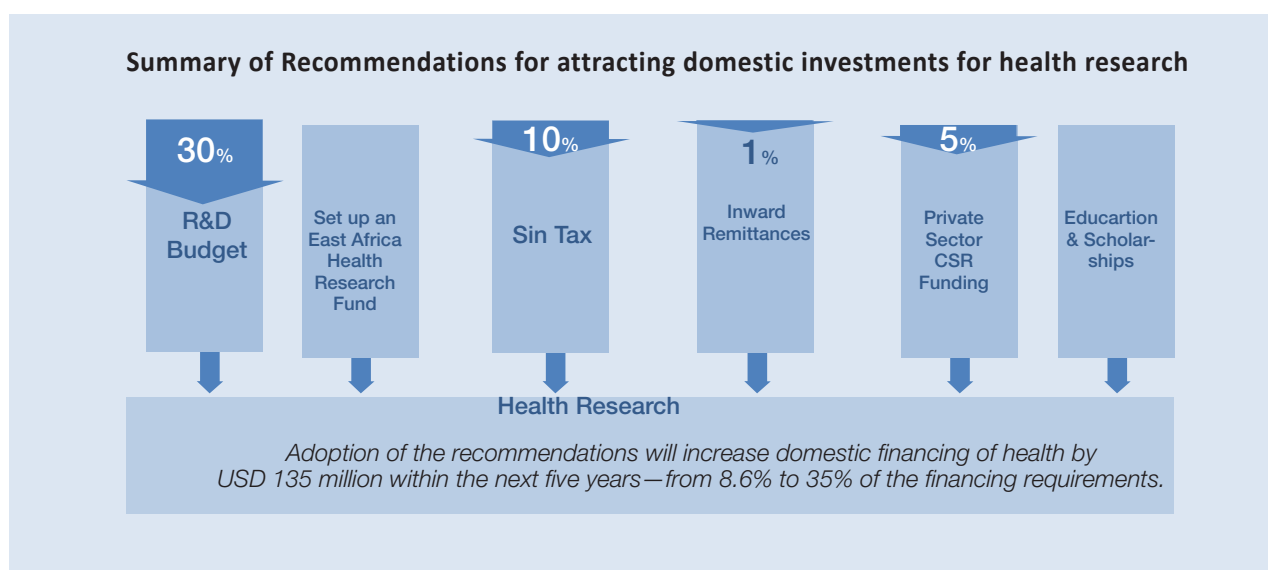 Summary of Recommendations for attracting domestic investments for health research
30%
R&D
Budget
Set up an
East Africa
Health
Research
Fund
10%
Sin Tax
1%
Inward
Remittances
5%
Private
Sector
CSR
Funding
Educartion
& Scholar-
ships
Health Research
Adoption of the recommendations will increase domestic financing of health by
USD 135 million within the next five years—from 8.6% to 35% of the financing requirements.